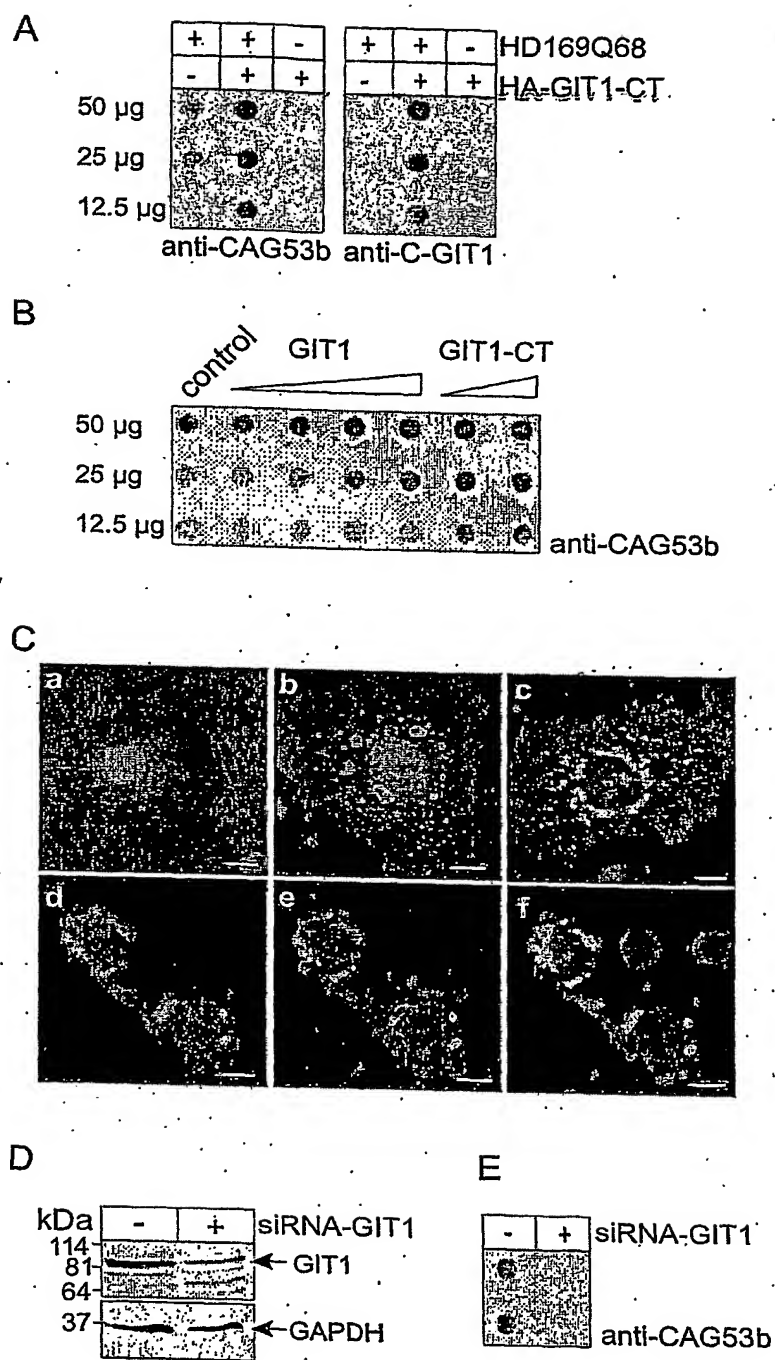 A
+ + - + + - HD169Q68
- + + - + + HA-GIT1-CT
50 µg
25 µg
12.5 µg
anti-CAG53b anti-C-GIT1
B
control GIT1 GIT1-CT
50 µg
25 µg
12.5 µg
anti-CAG53b
C
a b c
d e f
D
kDa - + siRNA-GIT1
114
81 GIT1
64
37 GAPDH
E
- + siRNA-GIT1
anti-CAG53b